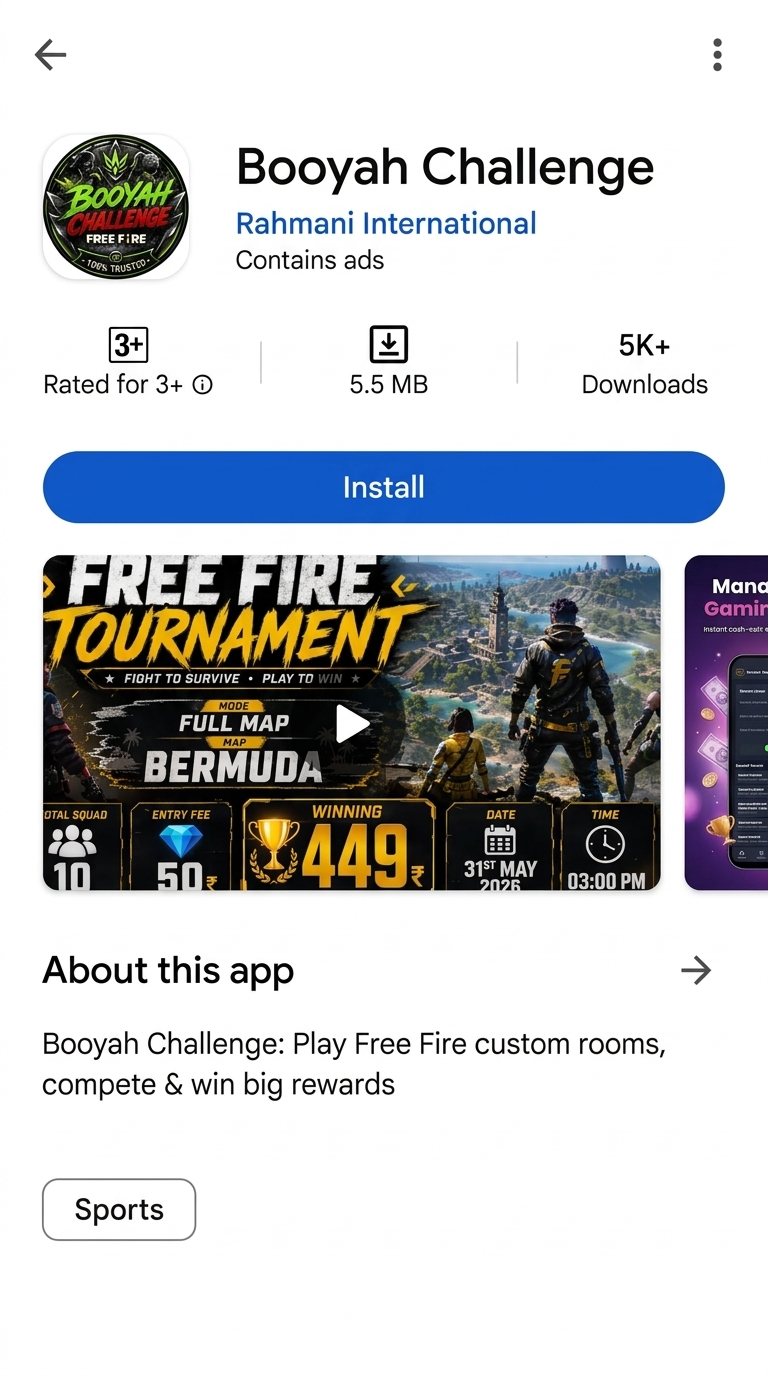 Booyah Challenge
Rahmani International
Contains ads
BOOYAH
CHALLENGE
FREE FIRE
100% TRUSTED
3+
Rated for 3+
5.5 MB
5K+
Downloads
Install
FREE FIRE
TOURNAMENT
★ FIGHT TO SURVIVE • PLAY TO WIN ★
MODE
FULL MAP
MAP
BERMUDA
OTAL SQUAD
10
ENTRY FEE
50₹
WINNING
449₹
DATE
31ST MAY
2026
TIME
03:00 PM
Mana
Gamin
Instant cash
About this app
Booyah Challenge: Play Free Fire custom rooms,
compete & win big rewards
Sports